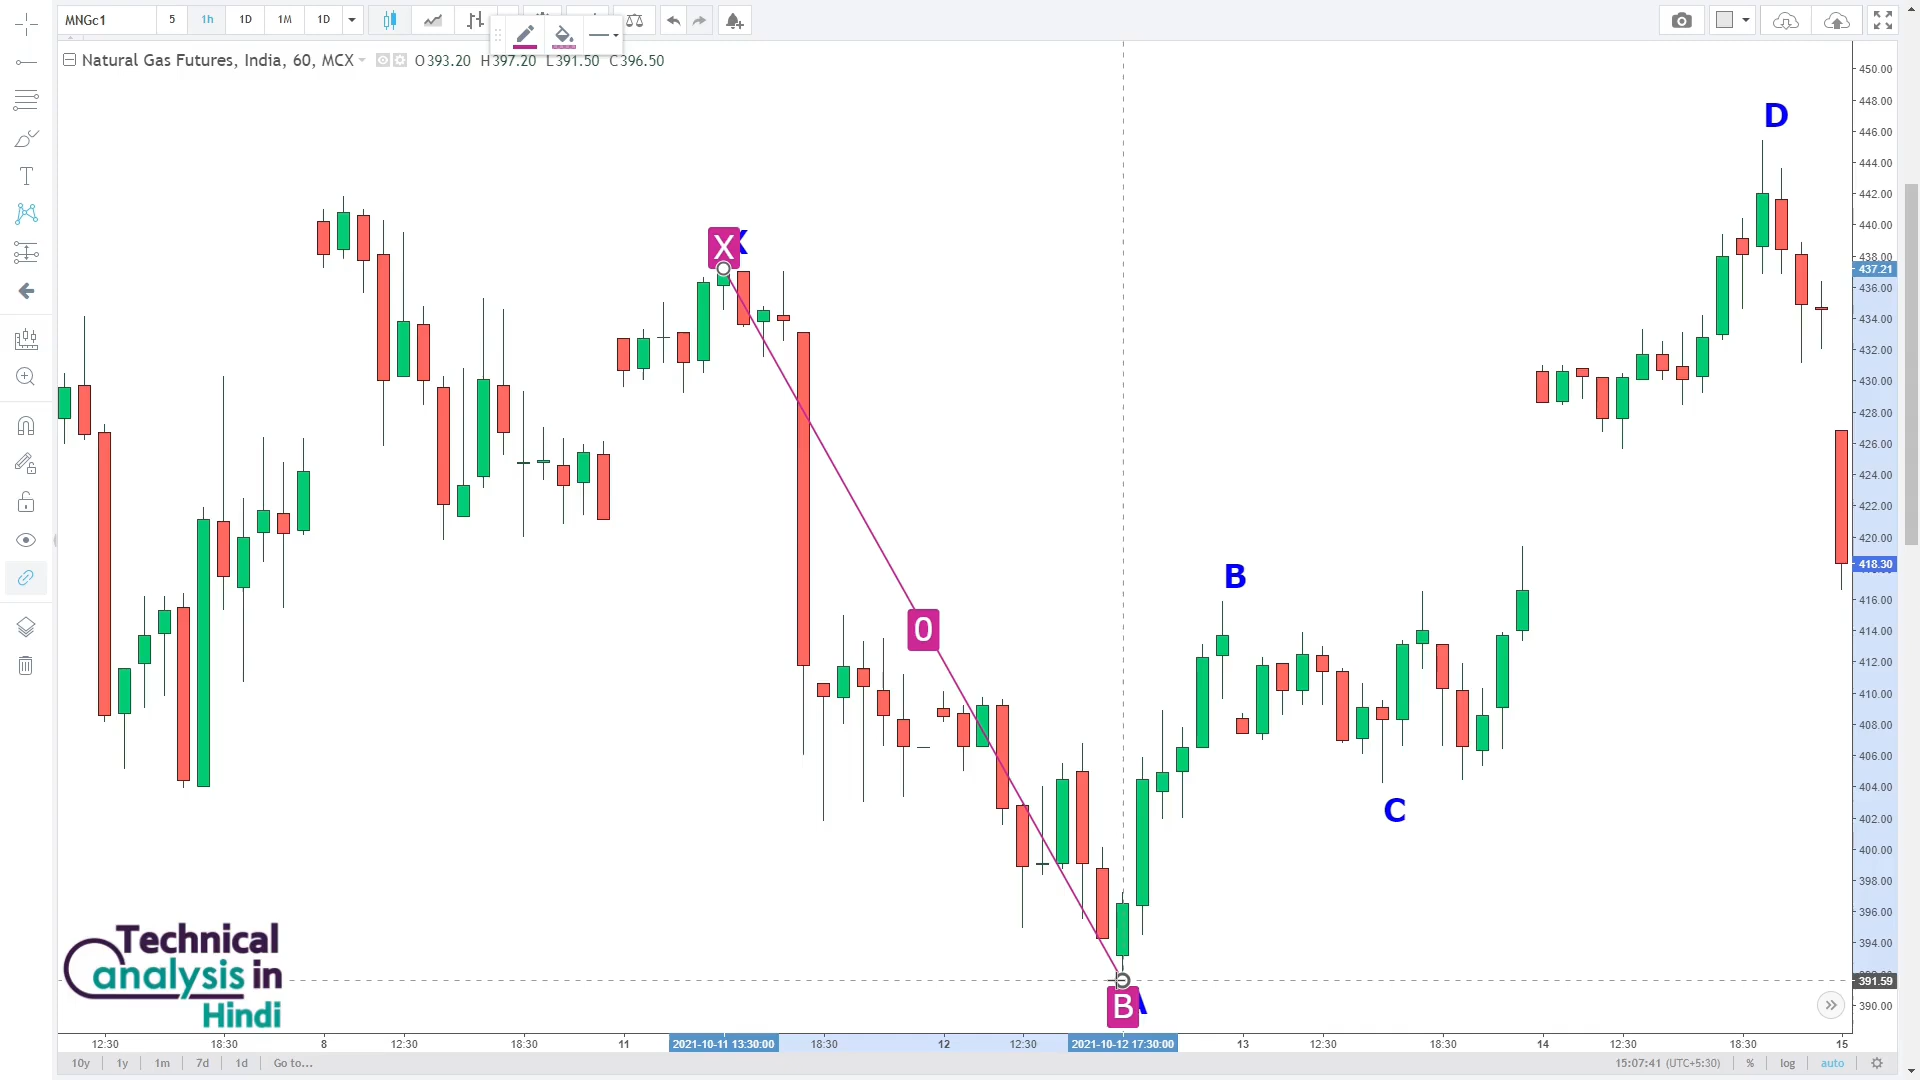 MNGc1 5 1h 1D 1M 1D
Natural Gas Futures, India, 60, MCX O393.20 H397.20 L391.50 C396.50
450.00
448.00
D
446.00
444.00
442.00
440.00
X
438.00
437.21
436.00
434.00
432.00
430.00
428.00
426.00
424.00
422.00
420.00
418.30
B
416.00
0
414.00
412.00
410.00
408.00
406.00
404.00
C
402.00
400.00
398.00
396.00
394.00
391.59
B A
390.00
Technical
analysis in
Hindi
12:30 18:30 8 12:30 18:30 11 2021-10-11 13:30:00 18:30 12 12:30 2021-10-12 17:30:00 13 12:30 18:30 14 12:30 18:30 15
10y 1y 1m 7d 1d Go to... 15:07:41 (UTC+5:30) % log auto